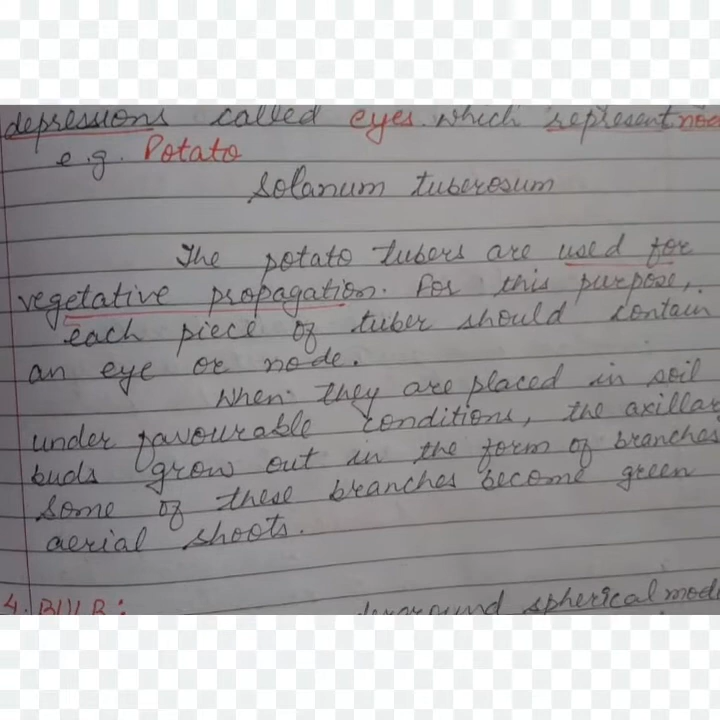 depressions called eyes which represent
e.g. Potato
Solanum tuberosum
The potato tubers are used for
vegetative propagation. For this purpose,
each piece of tuber should contain
an eye or node.
When they are placed in soil
under favourable conditions, the axillar
buds grow out in the form of branches
Some of these branches become green
aerial shoots.
4. BULB: spherical